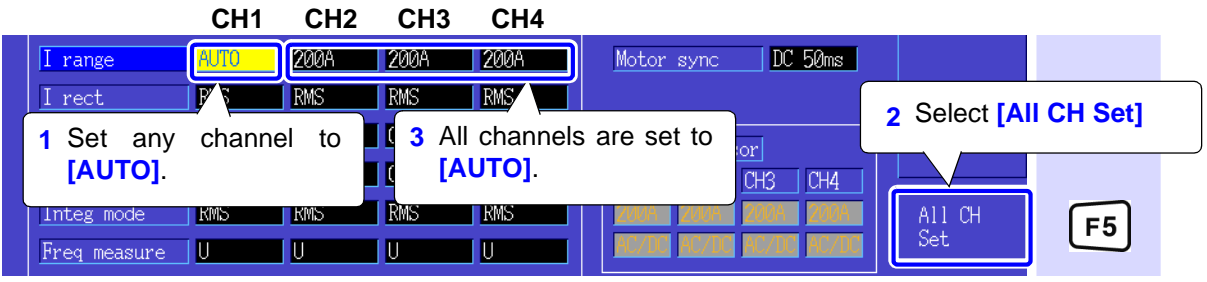 CH1 CH2 CH3 CH4
I range AUTO 200A 200A 200A Motor sync DC 50ms
I rect RMS RMS RMS
1 Set any channel to
[AUTO].
3 All channels are set to
[AUTO].
2 Select [All CH Set]
CH3 CH4
Integ mode RMS RMS RMS RMS 200A 200A 200A 200A
Freq measure U U U U AC/DC AC/DC AC/DC AC/DC
All CH
Set
F5